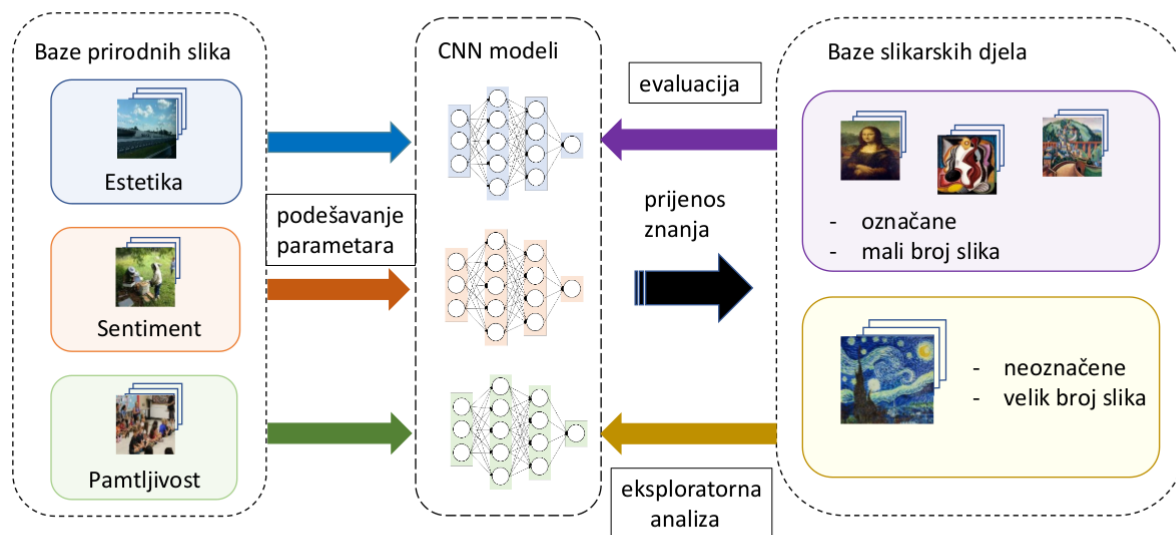 Baze prirodnih slika
Estetika
Sentiment
Pamtljivost
podešavanje
parametara
CNN modeli
evaluacija
prijenos
znanja
eksploratorna
analiza
Baze slikarskih djela
- označane
- mali broj slika
- neoznačene
- velik broj slika